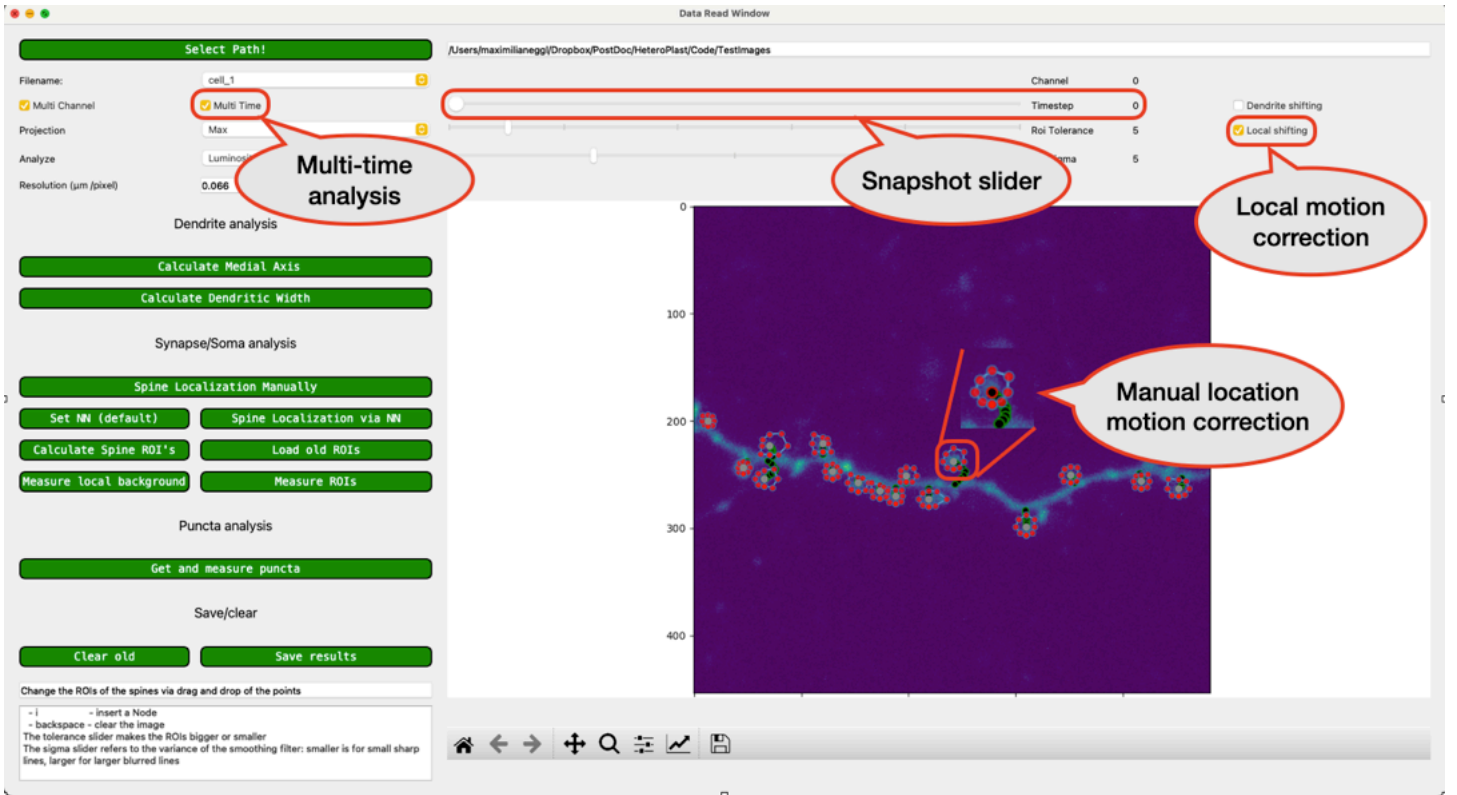 Data Read Window
Select Path!
/Users/maximilianeggl/Dropbox/PostDoc/HeteroPlast/Code/TestImages
Filename:
cell_1
Channel
0
Multi Channel
Multi Time
Timestep
0
Dendrite shifting
Projection
Max
Roi Tolerance
5
Local shifting
Analyze
5
Resolution (µm /pixel)
0.066
Multi-time
analysis
Snapshot slider
Local motion
correction
Dendrite analysis
Calculate Medial Axis
Calculate Dendritic Width
Synapse/Soma analysis
Spine Localization Manually
Set NN (default)
Spine Localization via NN
Calculate Spine ROI's
Load old ROIs
Measure local background
Measure ROIs
Puncta analysis
Get and measure puncta
Save/clear
Clear old
Save results
Change the ROIs of the spines via drag and drop of the points
- i - insert a Node
- backspace - clear the image
The tolerance slider makes the ROIs bigger or smaller
The sigma slider refers to the variance of the smoothing filter: smaller is for small sharp
lines, larger for larger blurred lines
0
100
200
300
400
Manual location
motion correction